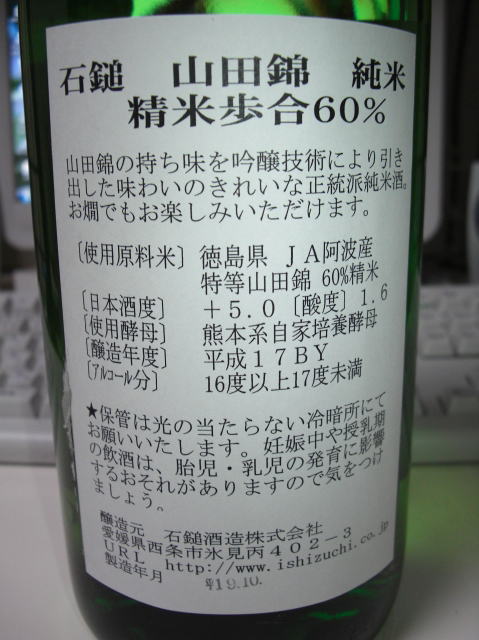 石鎚　山田錦　純米
精米歩合60%
山田錦の持ち味を吟醸技術により引き
出した味わいのきれいな正統派純米酒。
お燗でもお楽しみいただけます。
〔使用原料米〕 徳島県 JA阿波産
特等山田錦 60%精米
〔日本酒度〕 +5.0 〔酸度〕1.6
〔使用酵母〕 熊本系自家培養酵母
〔醸造年度〕 平成17BY
〔アルコール分〕 16度以上17度未満
★保管は光の当たらない冷暗所にて
お願いいたします。妊娠中や授乳期
の飲酒は、胎児・乳児の発育に影響
するおそれがありますので気をつけ
ましょう。
醸造元 石鎚酒造株式会社
愛媛県西条市氷見丙402-3
URL http://www.ishizuchi.co.jp
製造年月 平19.10.